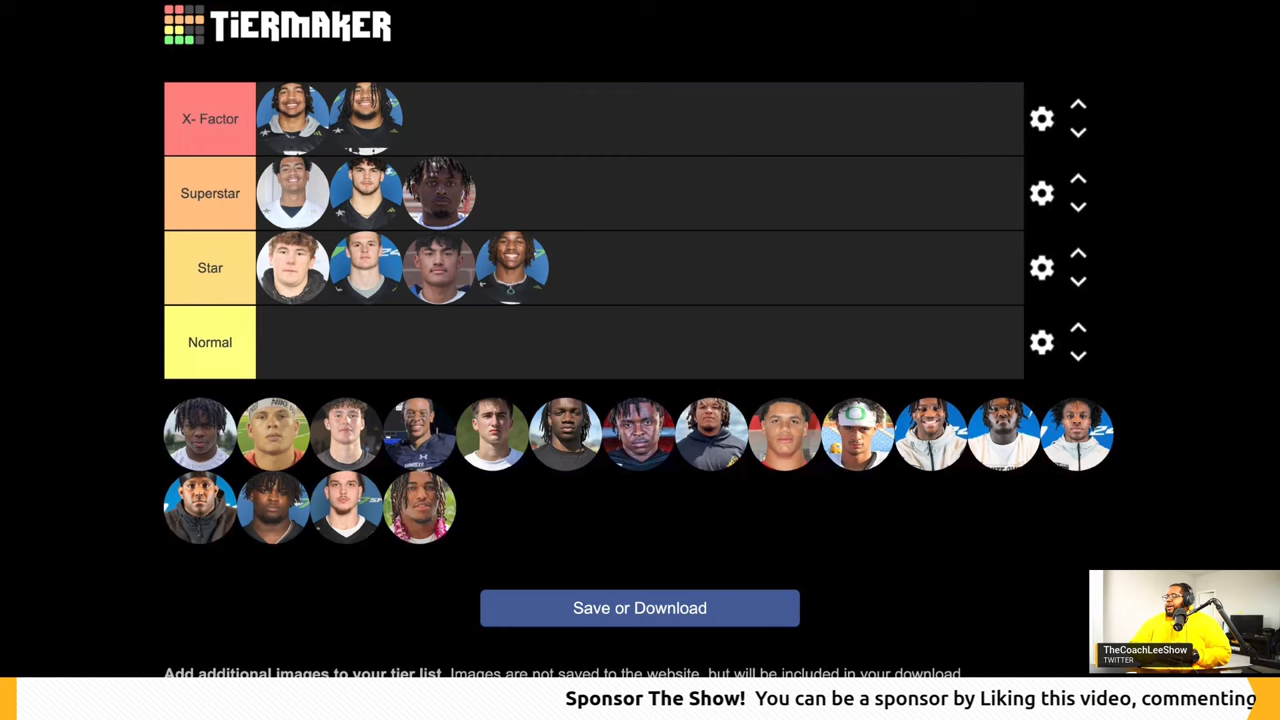 TiERMAKER
X- Factor
Superstar
24
Star
Normal
Save or Download
TheCoachLeeShow
TWITTER
Add additional images to your tier list. Images are not saved to the website, but will be included in your download.
Sponsor The Show! You can be a sponsor by Liking this video, commenting